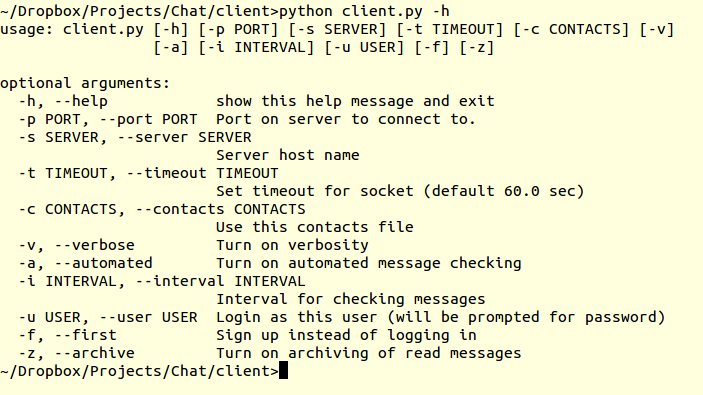 ~/Dropbox/Projects/Chat/client>python client.py -h
usage: client.py [-h] [-p PORT] [-s SERVER] [-t TIMEOUT] [-c CONTACTS] [-v]
                 [-a] [-i INTERVAL] [-u USER] [-f] [-z]

optional arguments:
  -h, --help            show this help message and exit
  -p PORT, --port PORT  Port on server to connect to.
  -s SERVER, --server SERVER
                        Server host name
  -t TIMEOUT, --timeout TIMEOUT
                        Set timeout for socket (default 60.0 sec)
  -c CONTACTS, --contacts CONTACTS
                        Use this contacts file
  -v, --verbose         Turn on verbosity
  -a, --automated       Turn on automated message checking
  -i INTERVAL, --interval INTERVAL
                        Interval for checking messages
  -u USER, --user USER  Login as this user (will be prompted for password)
  -f, --first           Sign up instead of logging in
  -z, --archive         Turn on archiving of read messages
~/Dropbox/Projects/Chat/client>